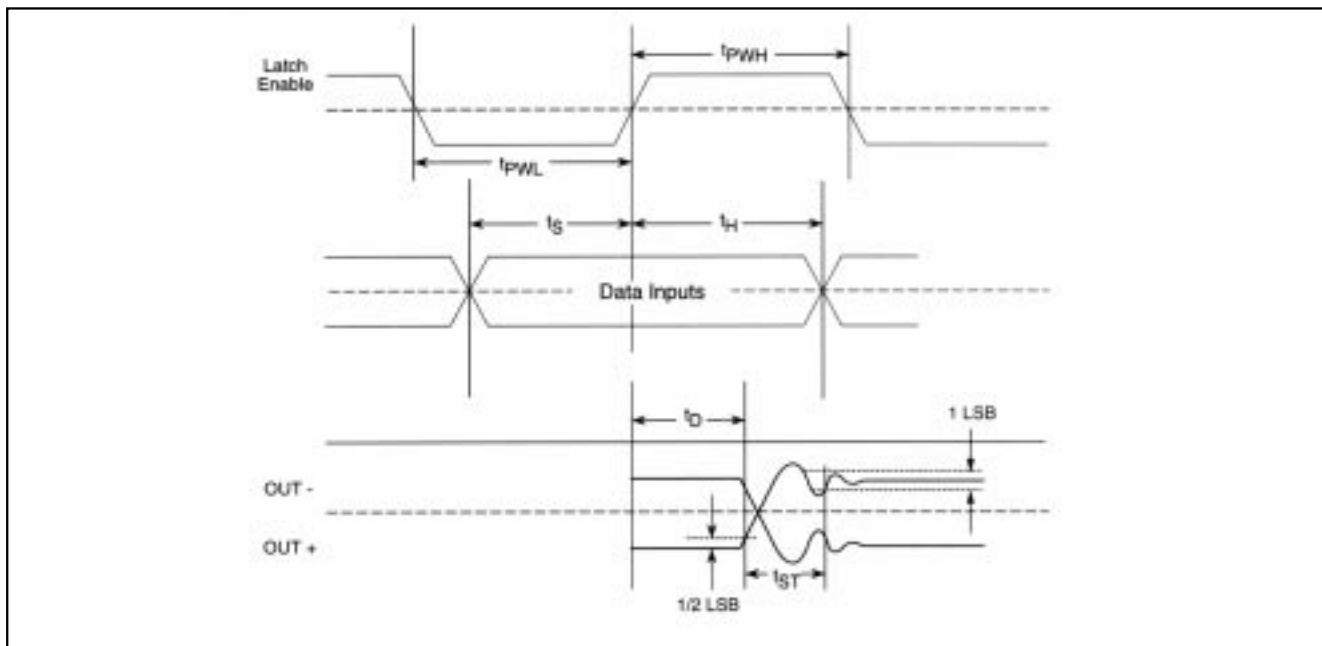 tPWH
Latch
Enable
tPWL
tS
tH
Data Inputs
tD
1 LSB
OUT -
OUT +
tST
1/2 LSB